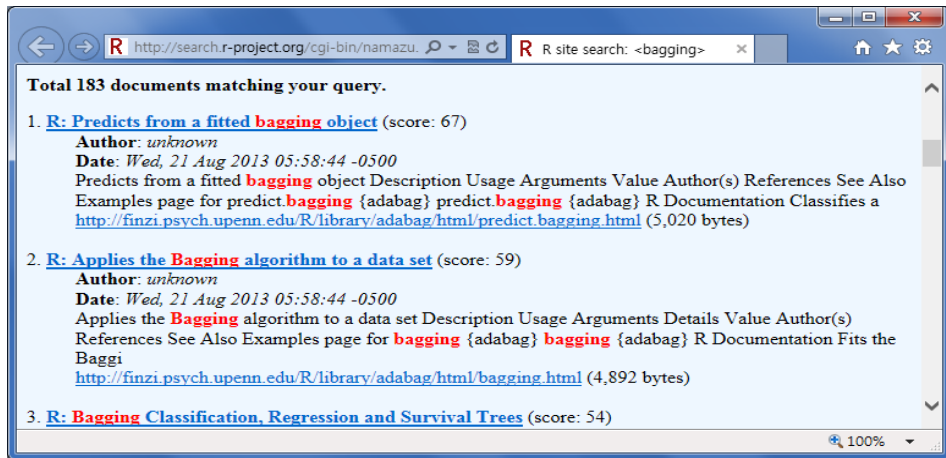 http://search.r-project.org/cgi-bin/namazu.
R site search: <bagging>
Total 183 documents matching your query.
1. R: Predicts from a fitted bagging object (score: 67)
Author: unknown
Date: Wed, 21 Aug 2013 05:58:44 -0500
Predicts from a fitted bagging object Description Usage Arguments Value Author(s) References See Also
Examples page for predict.bagging {adabag} predict.bagging {adabag} R Documentation Classifies a
http://finzi.psych.upenn.edu/R/library/adabag/html/predict.bagging.html (5,020 bytes)
2. R: Applies the Bagging algorithm to a data set (score: 59)
Author: unknown
Date: Wed, 21 Aug 2013 05:58:44 -0500
Applies the Bagging algorithm to a data set Description Usage Arguments Details Value Author(s)
References See Also Examples page for bagging {adabag} bagging {adabag} R Documentation Fits the
Baggi
http://finzi.psych.upenn.edu/R/library/adabag/html/bagging.html (4,892 bytes)
3. R: Bagging Classification, Regression and Survival Trees (score: 54)
100%